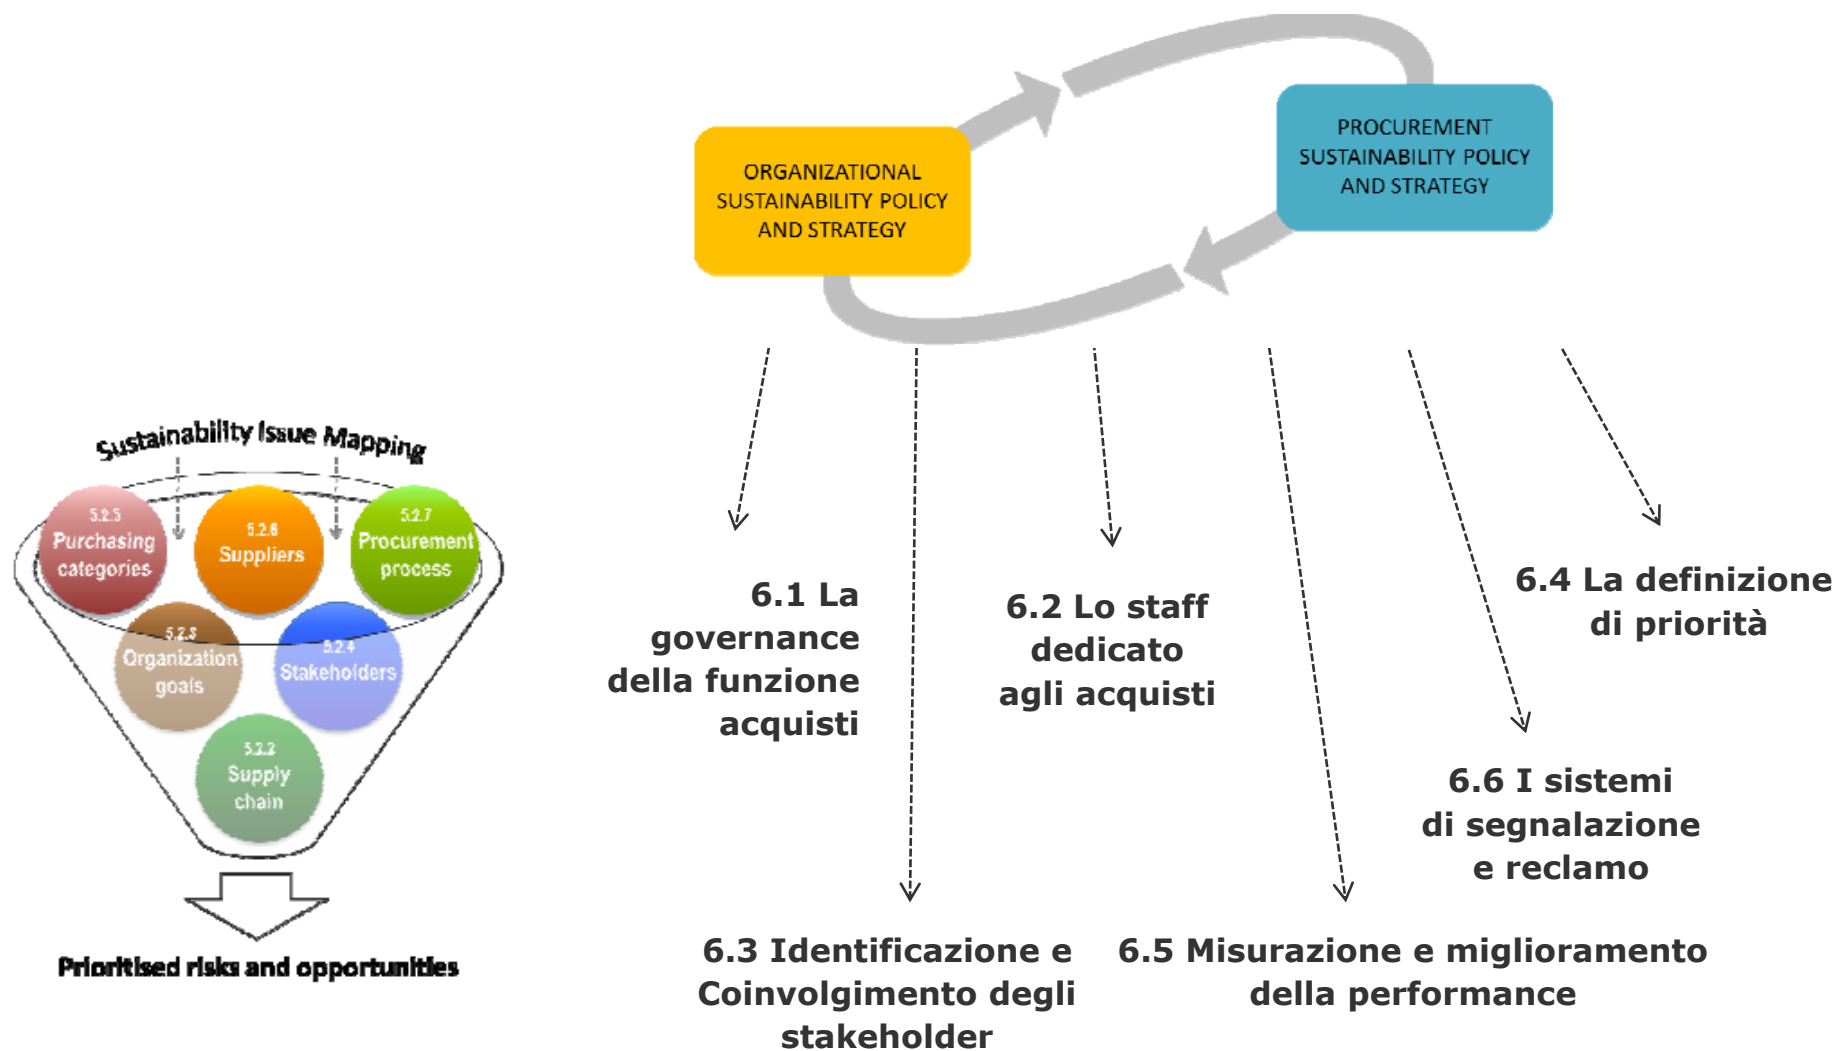 ORGANIZATIONAL
SUSTAINABILITY POLICY
AND STRATEGY
PROCUREMENT
SUSTAINABILITY POLICY
AND STRATEGY
Sustainability Issue Mapping
5.2.5
Purchasing
categories
5.2.6
Suppliers
5.2.7
Procurement
process
5.2.3
Organization
goals
5.2.4
Stakeholders
5.2.2
Supply
chain
Prioritised risks and opportunities
6.1 La
governance
della funzione
acquisti
6.2 Lo staff
dedicato
agli acquisti
6.4 La definizione
di priorità
6.6 I sistemi
di segnalazione
e reclamo
6.3 Identificazione e
Coinvolgimento degli
stakeholder
6.5 Misurazione e miglioramento
della performance